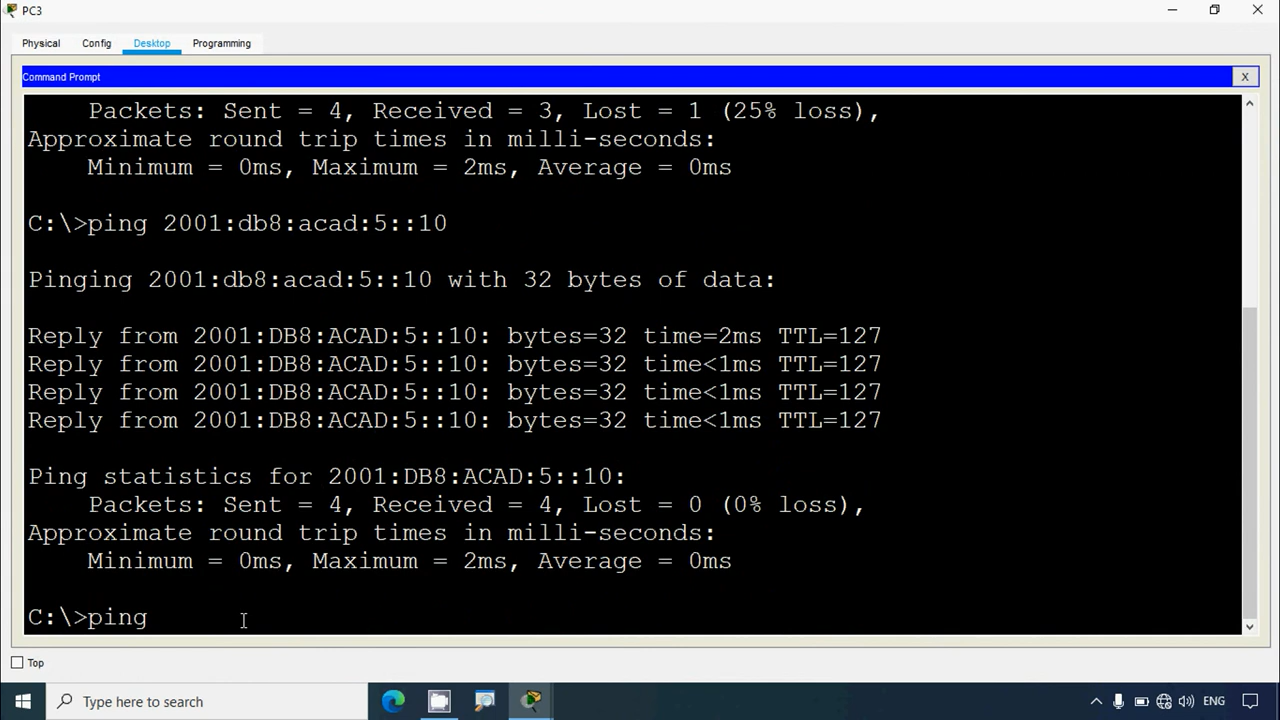 PC3
Physical Config Desktop Programming
Command Prompt X
Packets: Sent = 4, Received = 3, Lost = 1 (25% loss),
Approximate round trip times in milli-seconds:
Minimum = 0ms, Maximum = 2ms, Average = 0ms
C:\>ping 2001:db8:acad:5::10
Pinging 2001:db8:acad:5::10 with 32 bytes of data:
Reply from 2001:DB8:ACAD:5::10: bytes=32 time=2ms TTL=127
Reply from 2001:DB8:ACAD:5::10: bytes=32 time<1ms TTL=127
Reply from 2001:DB8:ACAD:5::10: bytes=32 time<1ms TTL=127
Reply from 2001:DB8:ACAD:5::10: bytes=32 time<1ms TTL=127
Ping statistics for 2001:DB8:ACAD:5::10:
Packets: Sent = 4, Received = 4, Lost = 0 (0% loss),
Approximate round trip times in milli-seconds:
Minimum = 0ms, Maximum = 2ms, Average = 0ms
C:\>ping
Top
Type here to search ENG